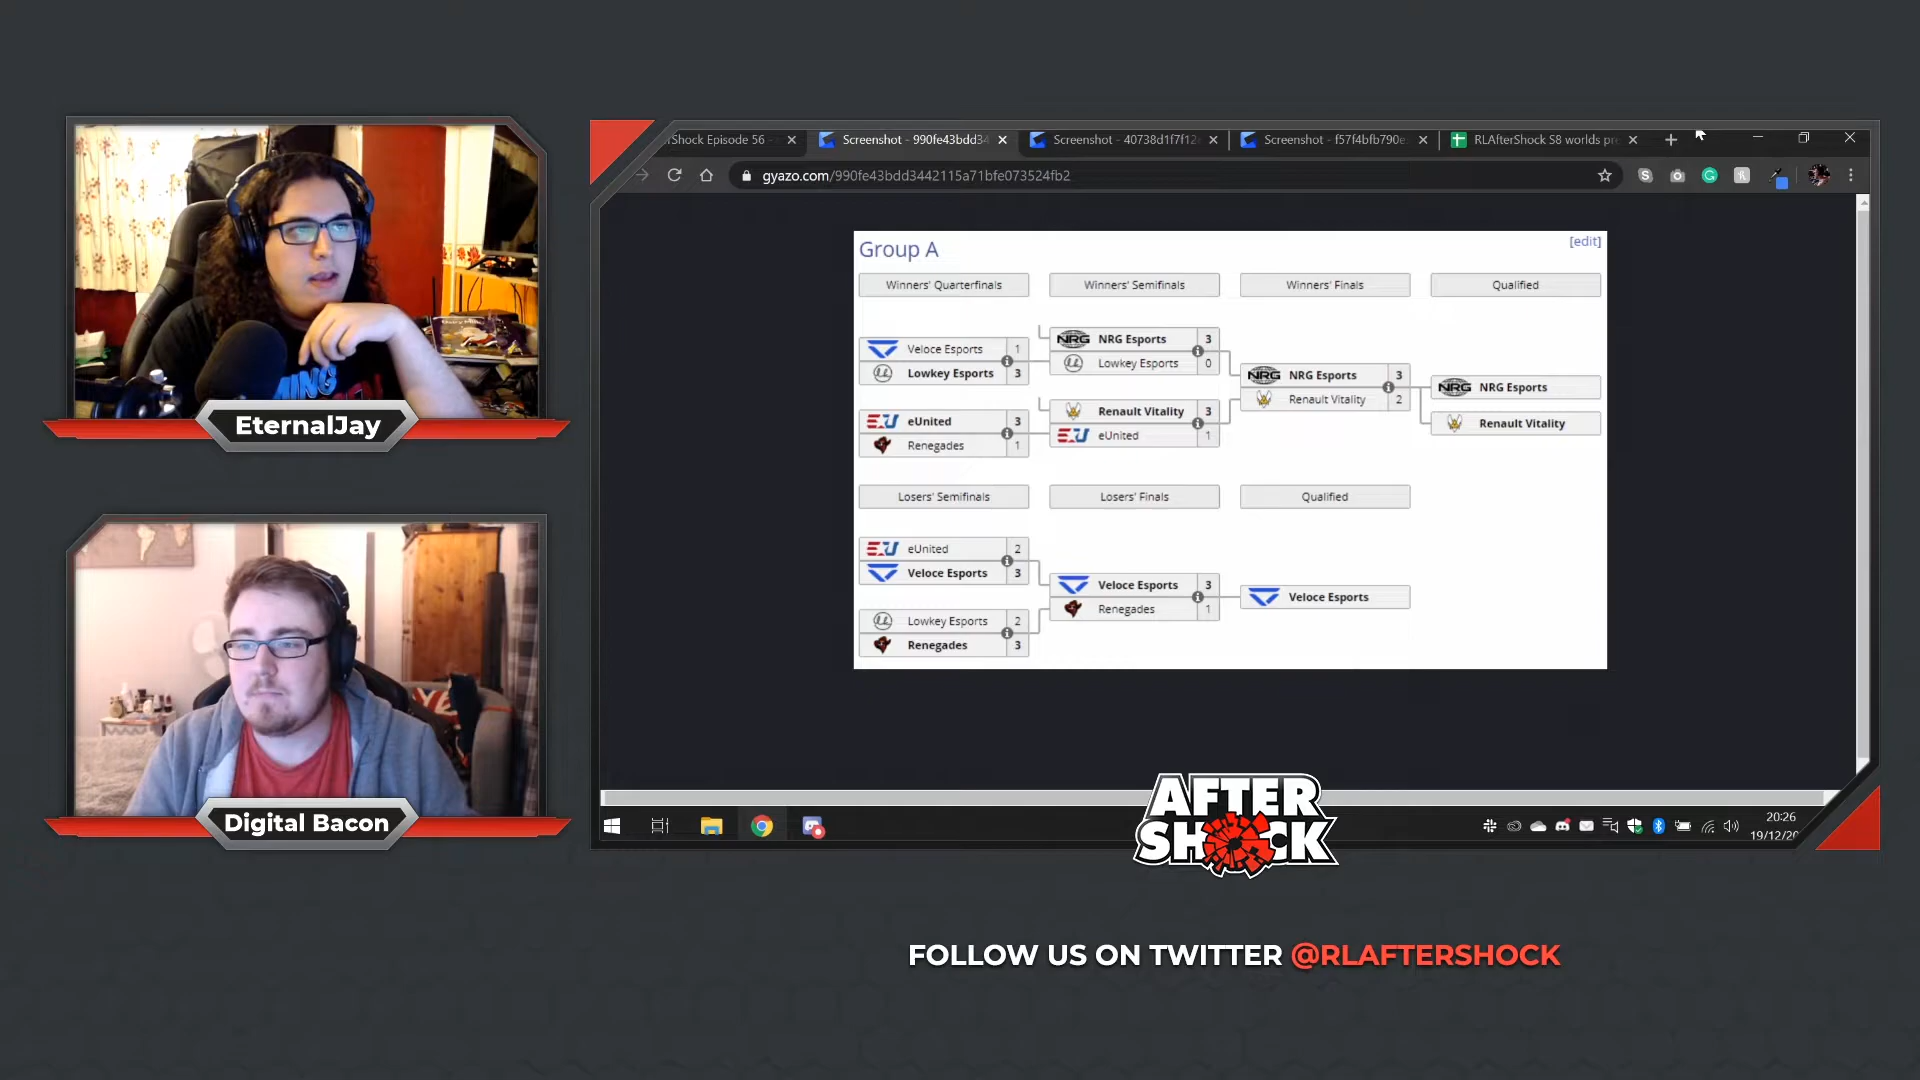 Shock Episode 56 -
Screenshot - 990fe43bdd34
Screenshot - 40738d1f7f12
Screenshot - f57f4bfb790e
RLAfterShock S8 worlds pre
gyazo.com/990fe43bdd3442115a71bfe073524fb2
Group A
[edit]
Winners' Quarterfinals
Winners' Semifinals
Winners' Finals
Qualified
Veloce Esports 1
Lowkey Esports 3
NRG NRG Esports 3
Lowkey Esports 0
NRG NRG Esports 3
Renault Vitality 2
NRG NRG Esports
Renault Vitality
eUnited 3
Renegades 1
Renault Vitality 3
eUnited 1
Losers' Semifinals
Losers' Finals
Qualified
eUnited 2
Veloce Esports 3
Veloce Esports 3
Renegades 1
Veloce Esports
Lowkey Esports 2
Renegades 3
EternalJay
Digital Bacon
20:26
19/12/20
AFTER
SHOCK
FOLLOW US ON TWITTER @RLAFTERSHOCK